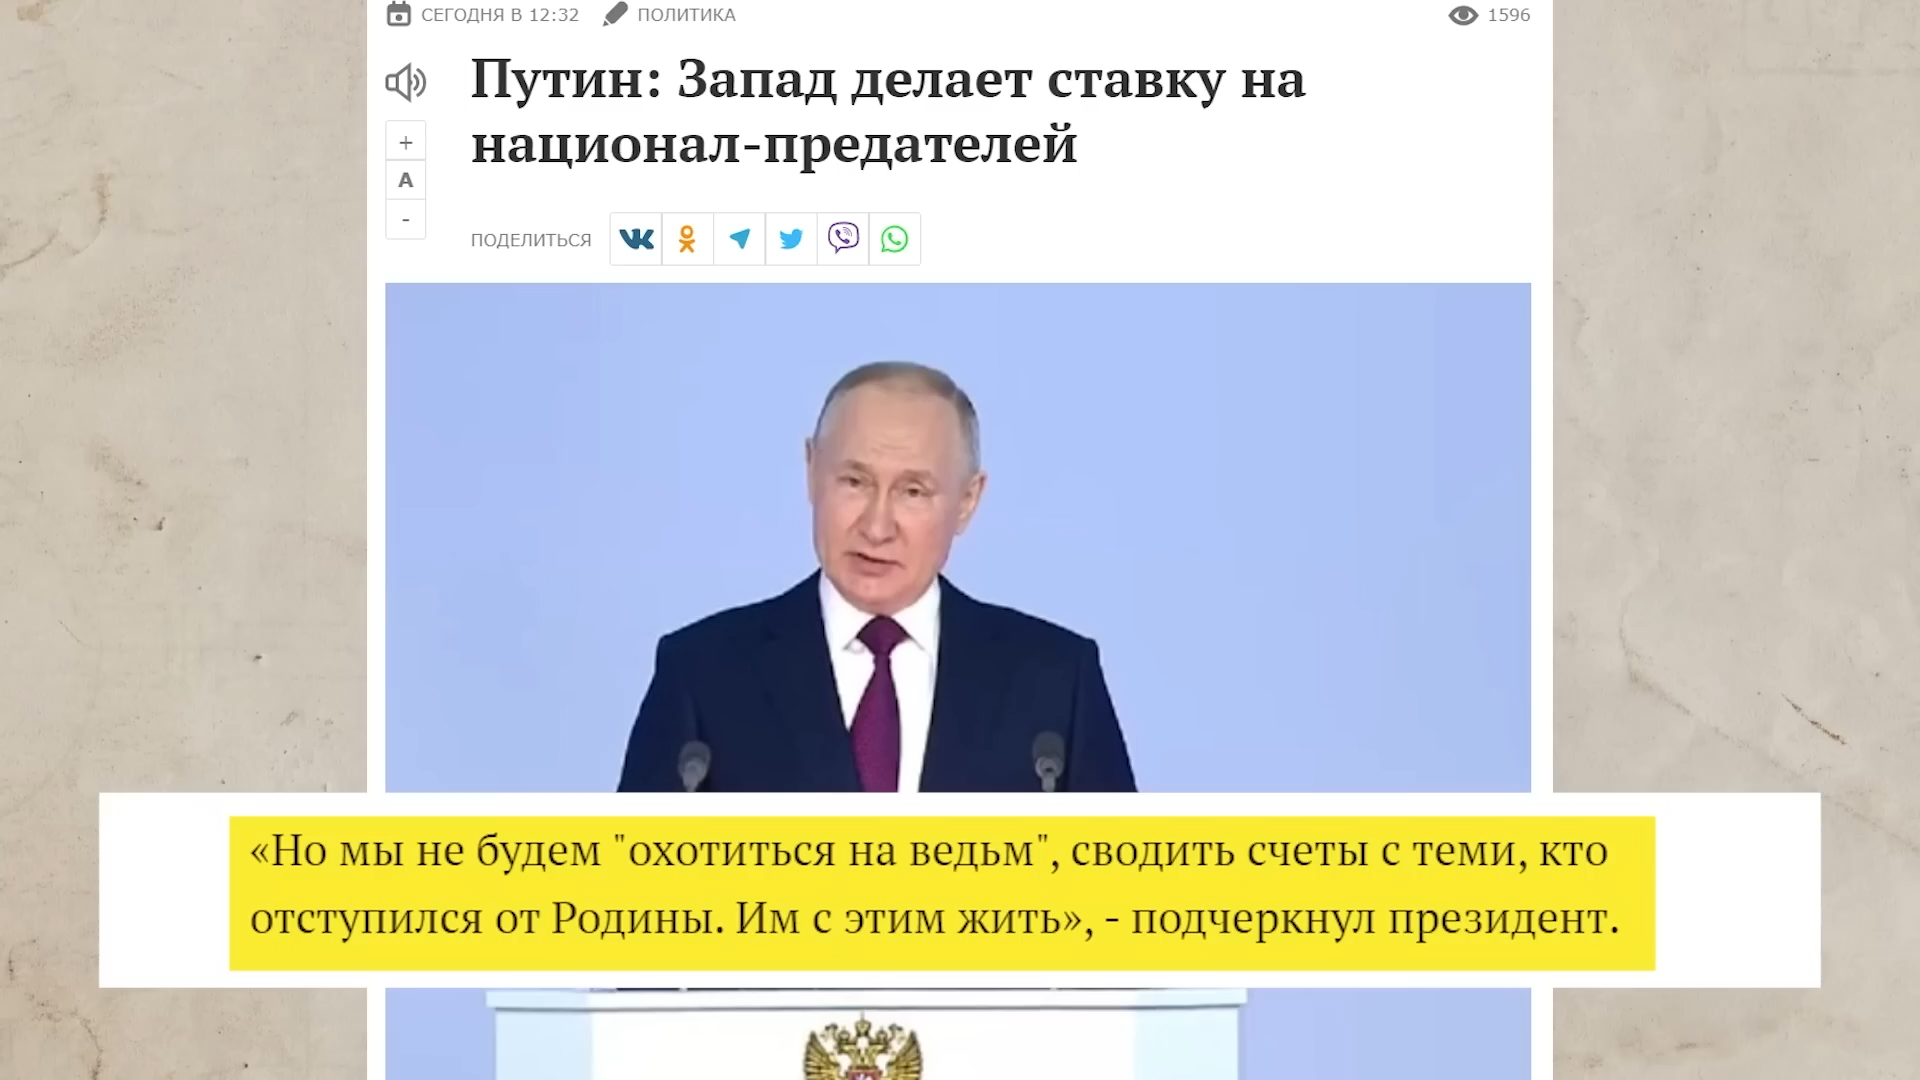 СЕГОДНЯ В 12:32 ПОЛИТИКА 1596
Путин: Запад делает ставку на
национал-предателей
+
A
-
ПОДЕЛИТЬСЯ
«Но мы не будем "охотиться на ведьм", сводить счеты с теми, кто
отступился от Родины. Им с этим жить», - подчеркнул президент.